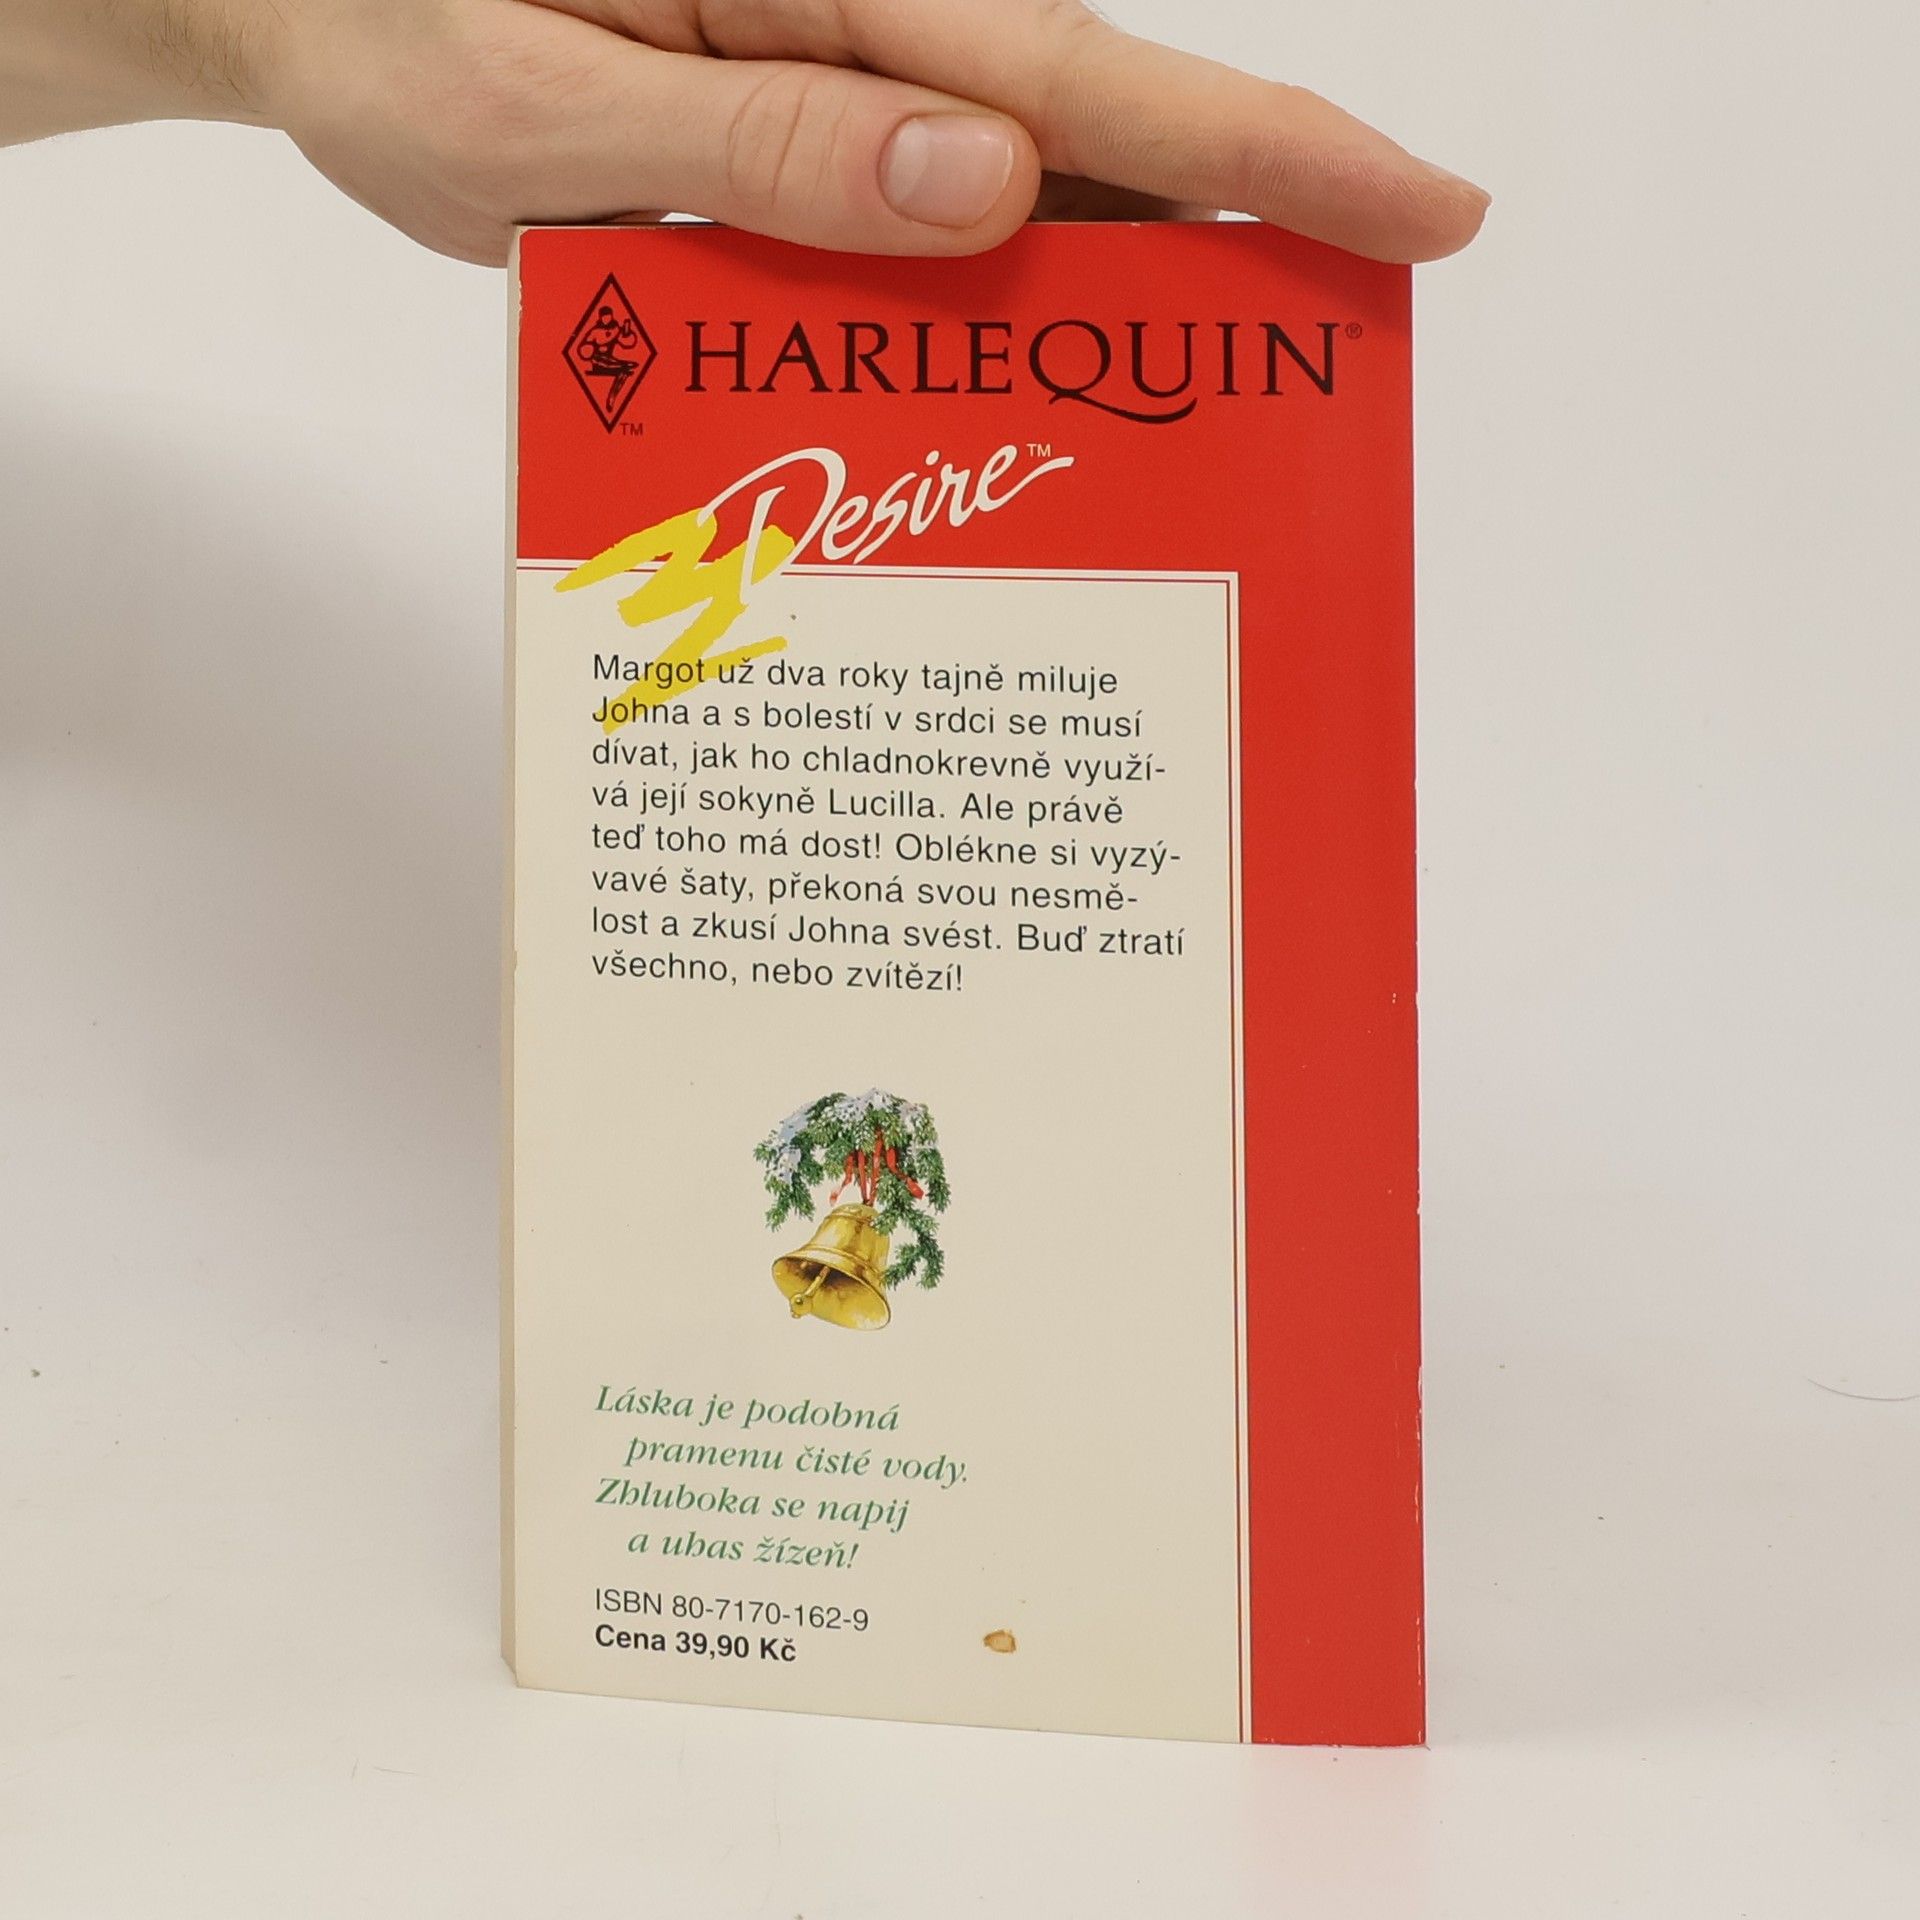 HARLEQUIN®
TM
Desire™
Margot už dva roky tajně miluje
Johna a s bolestí v srdci se musí
dívat, jak ho chladnokrevně využí-
vá její sokyně Lucilla. Ale právě
teď toho má dost! Oblékne si vyzý-
vavé šaty, překoná svou nesmě-
lost a zkusí Johna svést. Buď ztratí
všechno, nebo zvítězí!
Láska je podobná
pramenu čisté vody.
Zhluboka se napij
a uhas žízeň!
ISBN 80-7170-162-9
Cena 39,90 Kč